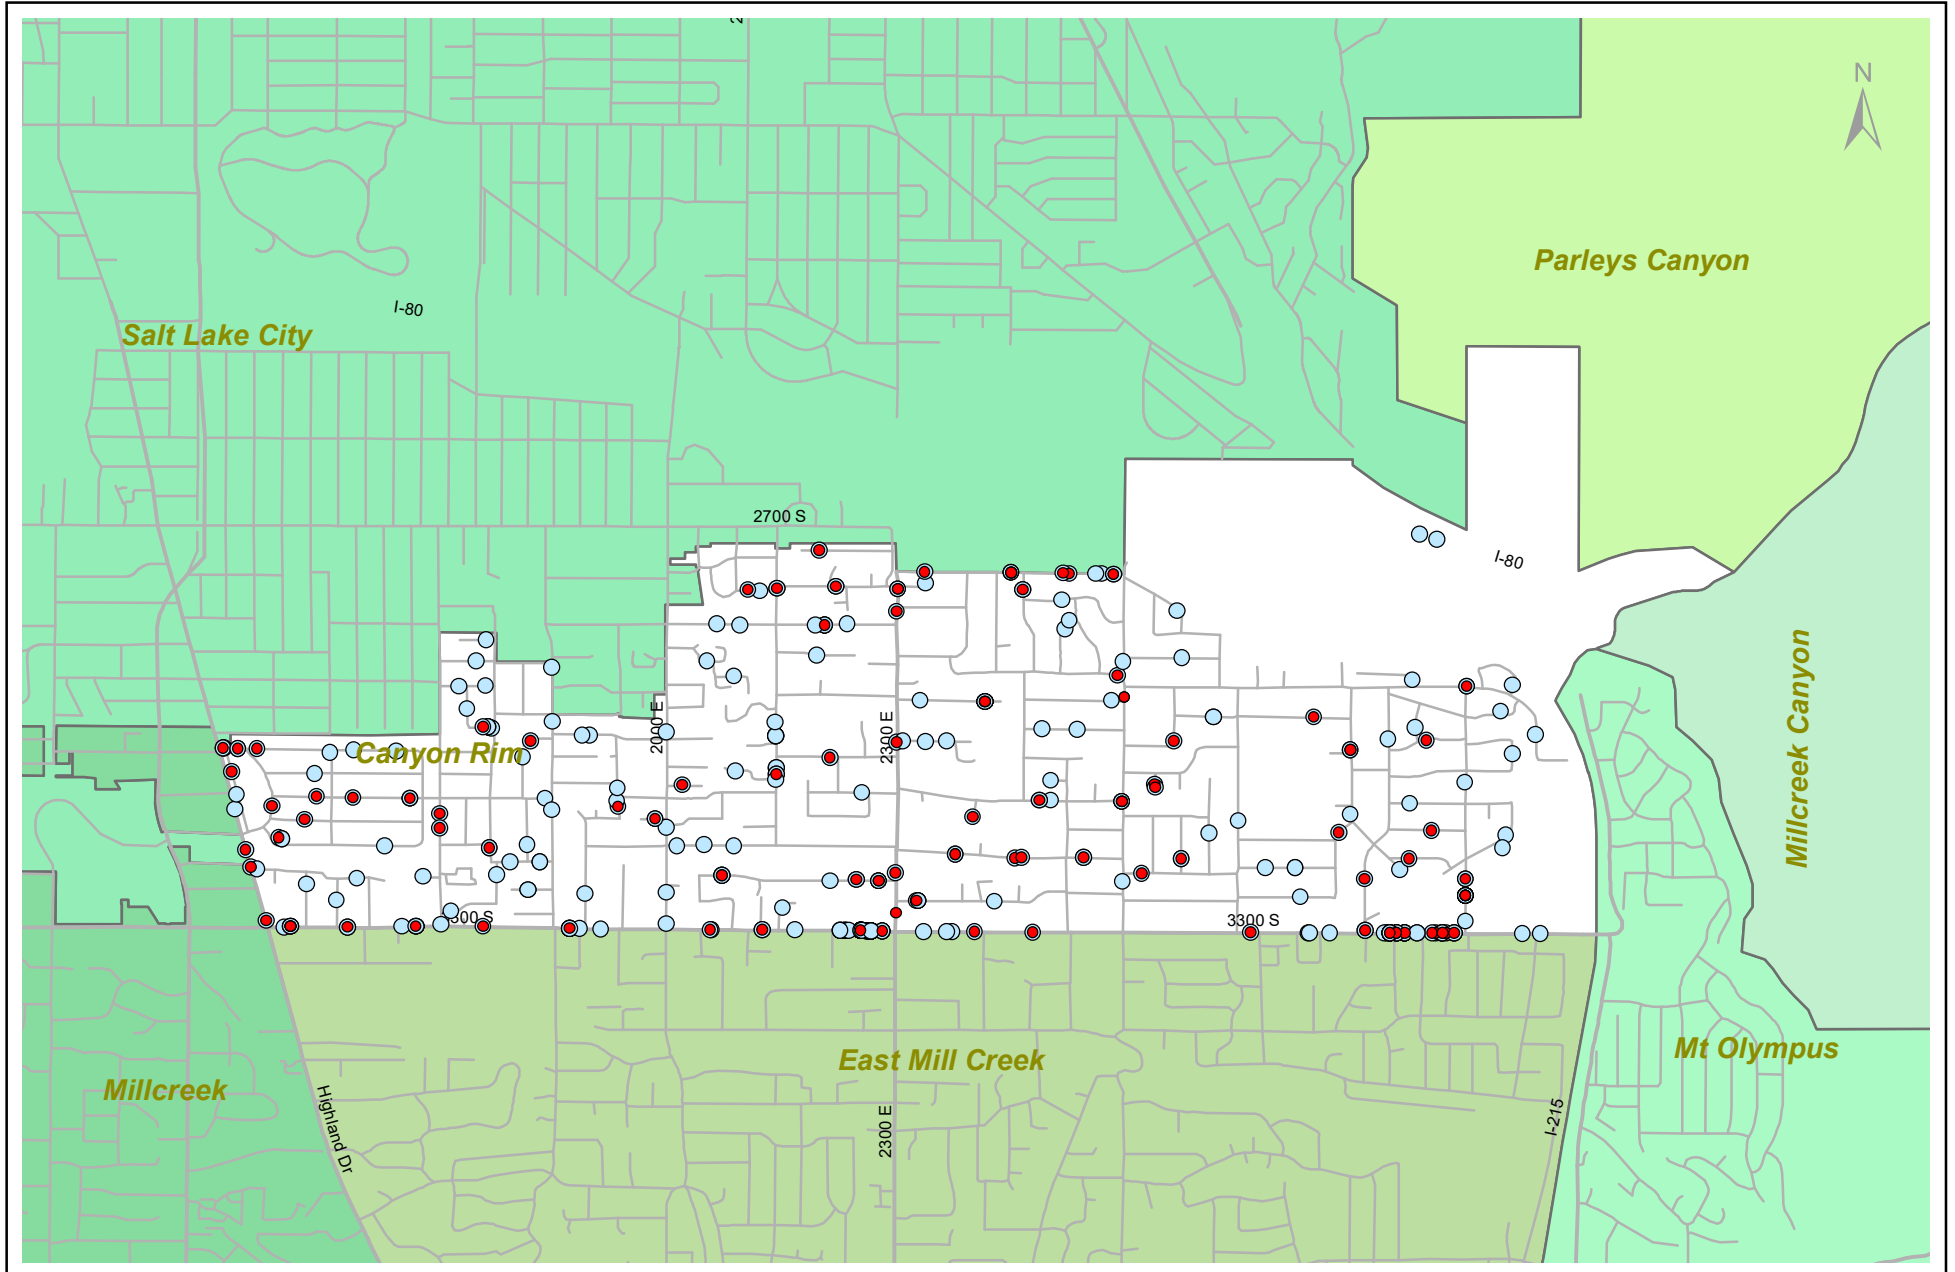 N
Parleys Canyon
I-80
Salt Lake City
2700 S
I-80
2000 E
2300 E
Canyon Rim
Millcreek Canyon
3300 S
3300 S
East Mill Creek
Mt Olympus
Millcreek
Highland Dr
2300 E
I-215